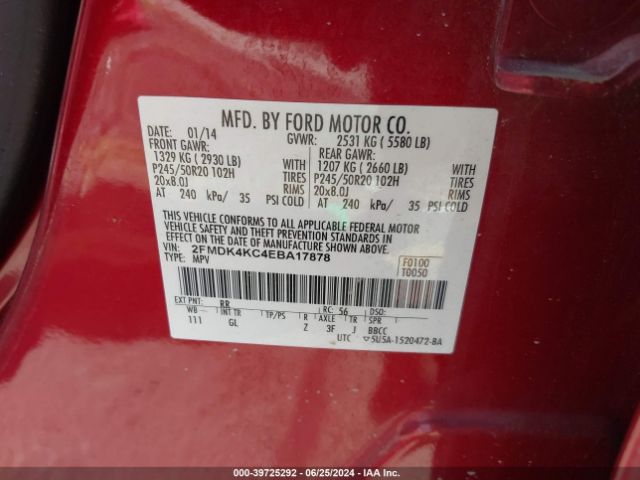 MFD. BY FORD MOTOR CO.
DATE: 01/14 GVWR: 2531 KG ( 5580 LB)
FRONT GAWR: REAR GAWR:
1329 KG ( 2930 LB) WITH 1207 KG ( 2660 LB) WITH
P245/50R20 102H TIRES P245/50R20 102H TIRES
20x8.0J RIMS 20x8.0J RIMS
AT 240 kPa/ 35 PSI COLD AT 240 kPa/ 35 PSI COLD
THIS VEHICLE CONFORMS TO ALL APPLICABLE FEDERAL MOTOR
VEHICLE SAFETY BUMPER, AND THEFT PREVENTION STANDARDS
IN EFFECT ON THE DATE OF MANUFACTURE SHOWN ABOVE.
VIN: 2FMDK4KC4EBA17878 F0100
TYPE: MPV T0050
EXT PNT: RR RC: 56 DSO:
WB INT TR TP/PS R AXLE TR SPR
111 GL Z 3F J BBCC
UTC 5U5A-1520472-BA
000-39725292 | 06/25/2024 | IAA Inc.